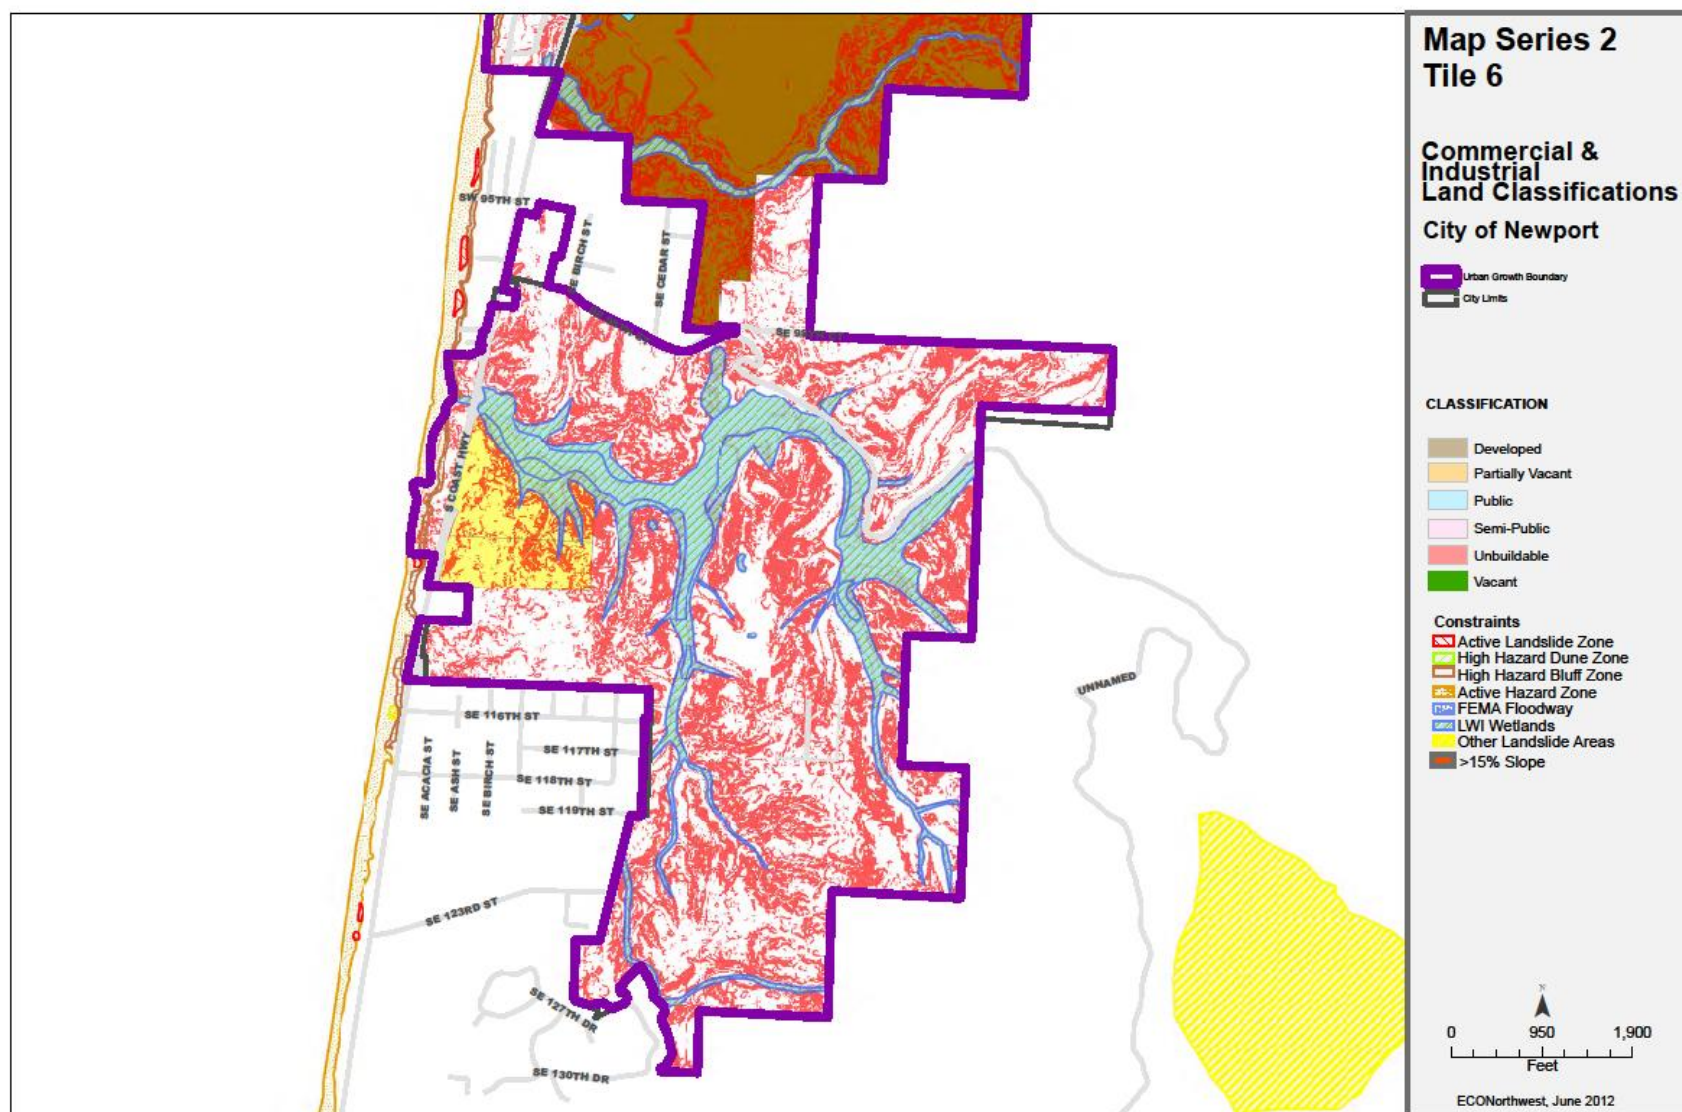 Map Series 2
Tile 6
Commercial &
Industrial
Land Classifications
City of Newport
Urban Growth Boundary
City Limits
CLASSIFICATION
Developed
Partially Vacant
Public
Semi-Public
Unbuildable
Vacant
Constraints
Active Landslide Zone
High Hazard Dune Zone
High Hazard Bluff Zone
Active Hazard Zone
FEMA Floodway
LWI Wetlands
Other Landslide Areas
>15% Slope
N
0 950 1,900
Feet
ECONorthwest, June 2012
SW 95TH ST
SE BIRCH ST
SE CEDAR ST
S COAST HWY
UNNAMED
SE 116TH ST
SE 117TH ST
SE 118TH ST
SE 119TH ST
SE ACACIA ST
SE ASH ST
SE BIRCH ST
SE 123RD ST
SE 127TH DR
SE 130TH DR